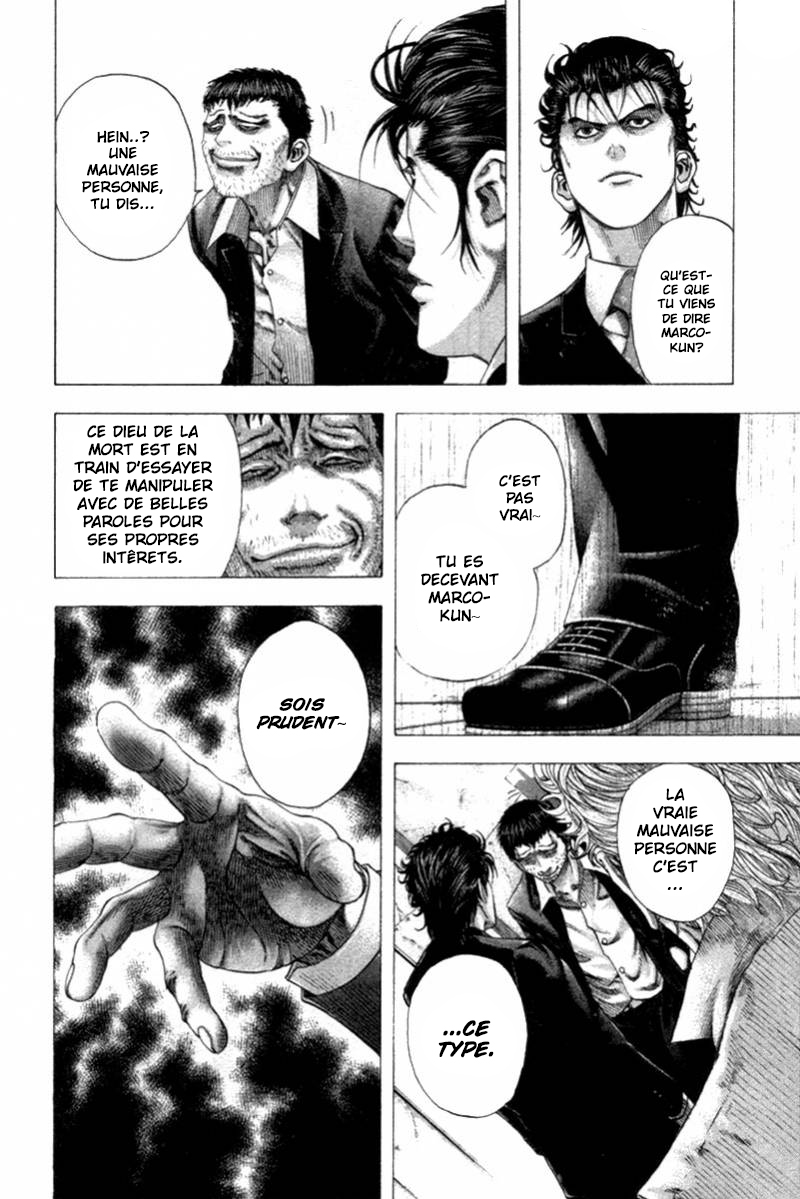 QU'EST-
CE QUE
TU VIENS
DE DIRE
MARCO-
KUN?
HEIN..?
UNE
MAUVAISE
PERSONNE,
TU DIS...
C'EST
PAS
VRAI~
TU ES
DECEVANT
MARCO-
KUN~
CE DIEU DE LA
MORT EST EN
TRAIN D'ESSAYER
DE TE MANIPULER
AVEC DE BELLES
PAROLES POUR
SES PROPRES
INTÊRETS.
LA
VRAIE
MAUVAISE
PERSONNE
C'EST
...
...CE
TYPE.
SOIS
PRUDENT~